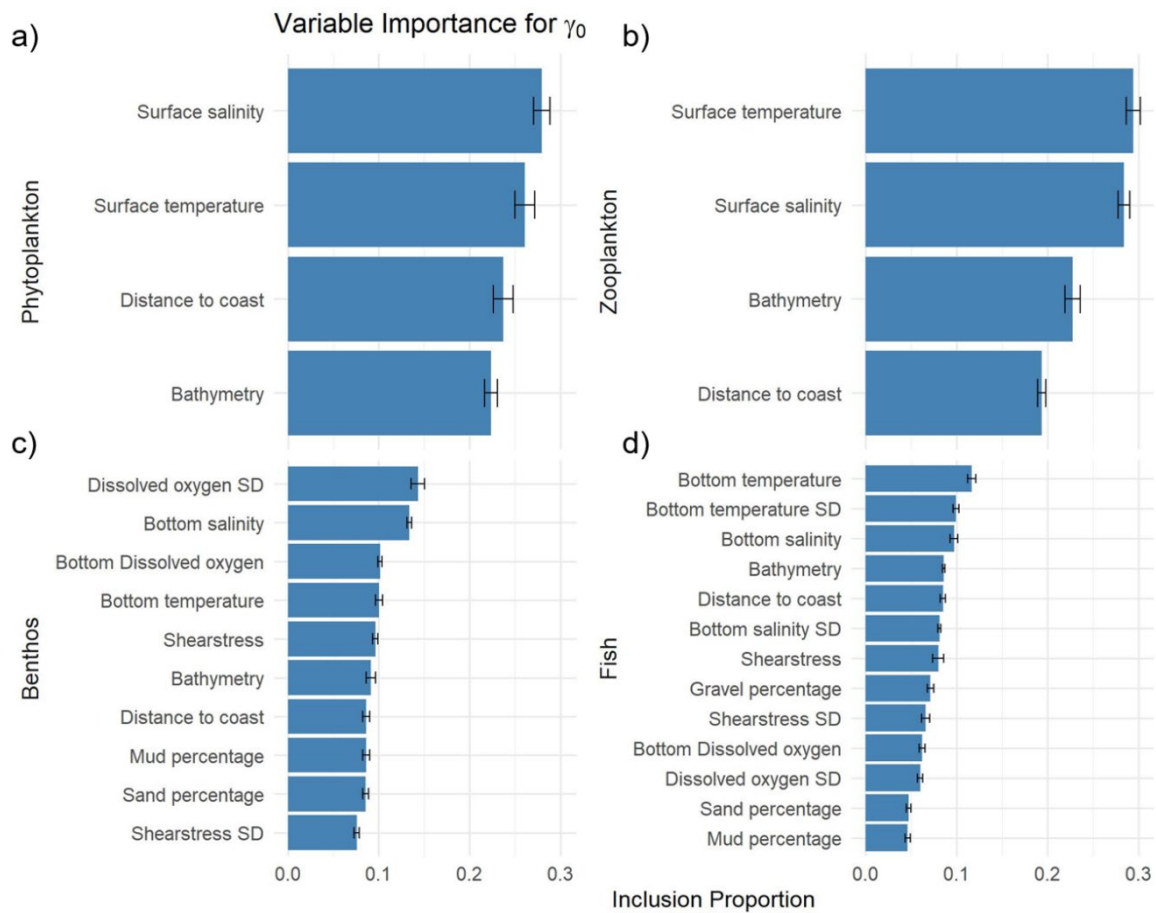 a)
Variable Importance for γ0
b)
Phytoplankton
Surface salinity
Surface temperature
Distance to coast
Bathymetry
Zooplankton
Surface temperature
Surface salinity
Bathymetry
Distance to coast
0.0 0.1 0.2 0.3
c)
Benthos
Dissolved oxygen SD
Bottom salinity
Bottom Dissolved oxygen
Bottom temperature
Shearstress
Bathymetry
Distance to coast
Mud percentage
Sand percentage
Shearstress SD
0.0 0.1 0.2 0.3
d)
Fish
Bottom temperature
Bottom temperature SD
Bottom salinity
Bathymetry
Distance to coast
Bottom salinity SD
Shearstress
Gravel percentage
Shearstress SD
Bottom Dissolved oxygen
Dissolved oxygen SD
Sand percentage
Mud percentage
Inclusion Proportion